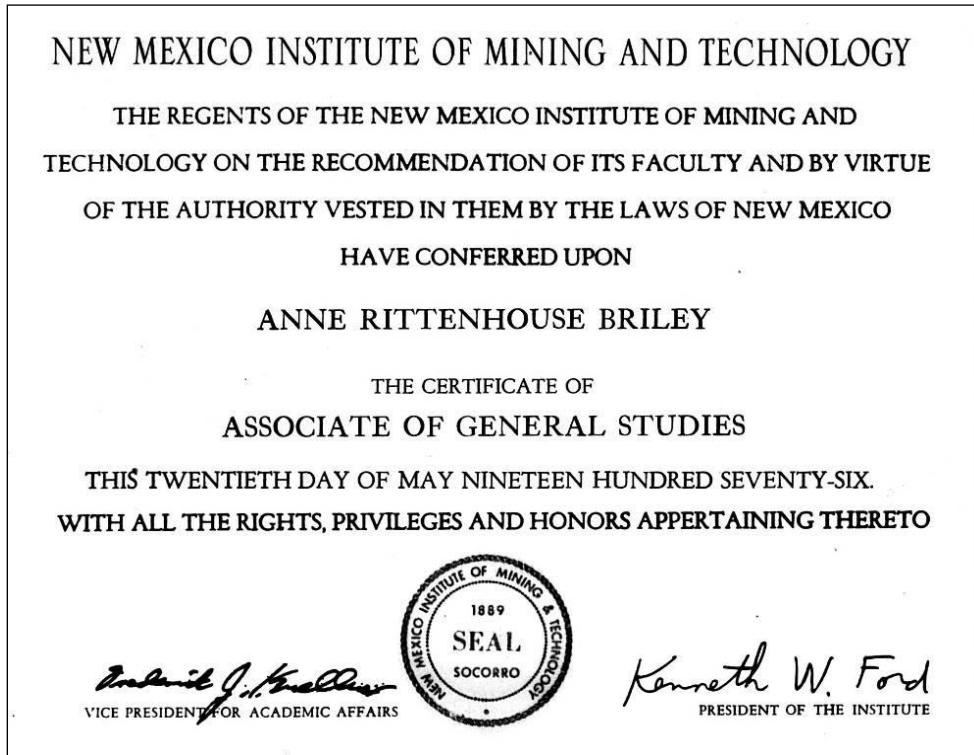 NEW MEXICO INSTITUTE OF MINING AND TECHNOLOGY
THE REGENTS OF THE NEW MEXICO INSTITUTE OF MINING AND
TECHNOLOGY ON THE RECOMMENDATION OF ITS FACULTY AND BY VIRTUE
OF THE AUTHORITY VESTED IN THEM BY THE LAWS OF NEW MEXICO
HAVE CONFERRED UPON
ANNE RITTENHOUSE BRILEY
THE CERTIFICATE OF
ASSOCIATE OF GENERAL STUDIES
THIS TWENTIETH DAY OF MAY NINETEEN HUNDRED SEVENTY-SIX.
WITH ALL THE RIGHTS, PRIVILEGES AND HONORS APPERTAINING THERETO
NEW MEXICO INSTITUTE OF MINING & TECHNOLOGY
1889
SEAL
SOCORRO
J.
VICE PRESIDENT FOR ACADEMIC AFFAIRS
Kenneth W. Ford
PRESIDENT OF THE INSTITUTE